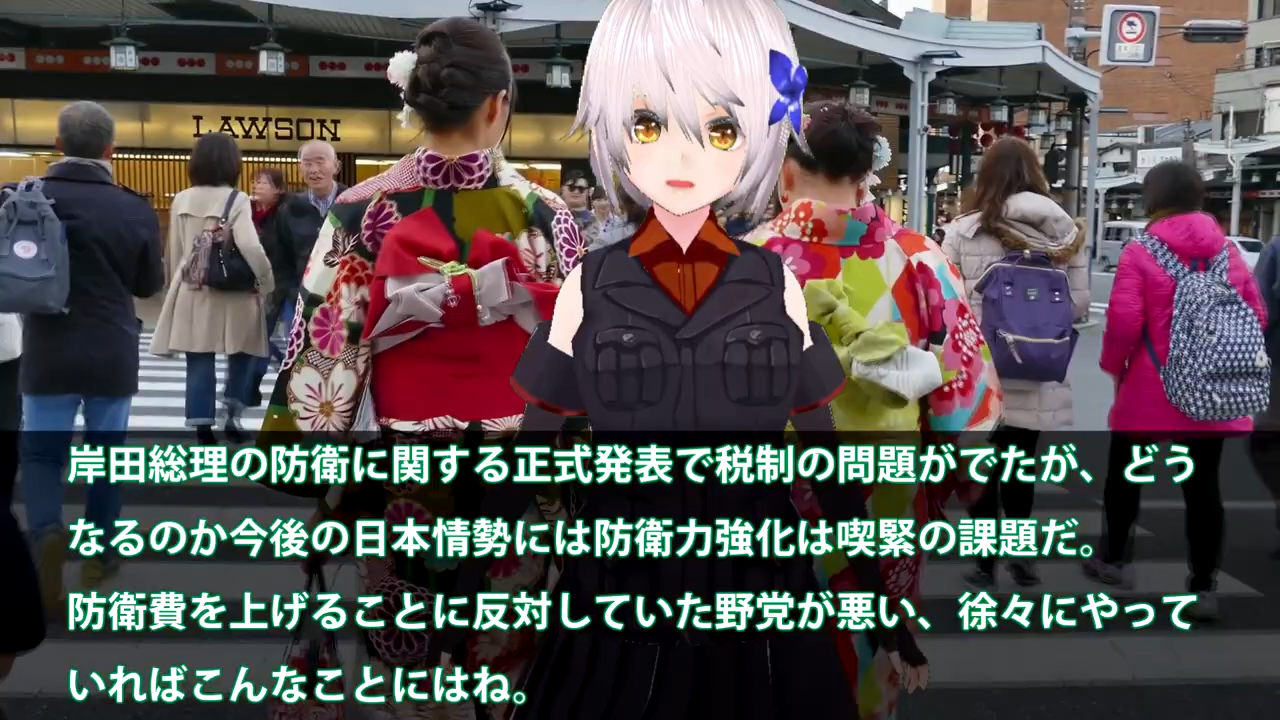 LAWSON
岸田総理の防衛に関する正式発表で税制の問題がでたが、どう
なるのか今後の日本情勢には防衛力強化は喫緊の課題だ。
防衛費を上げることに反対していた野党が悪い、徐々にやって
いればこんなことにはね。